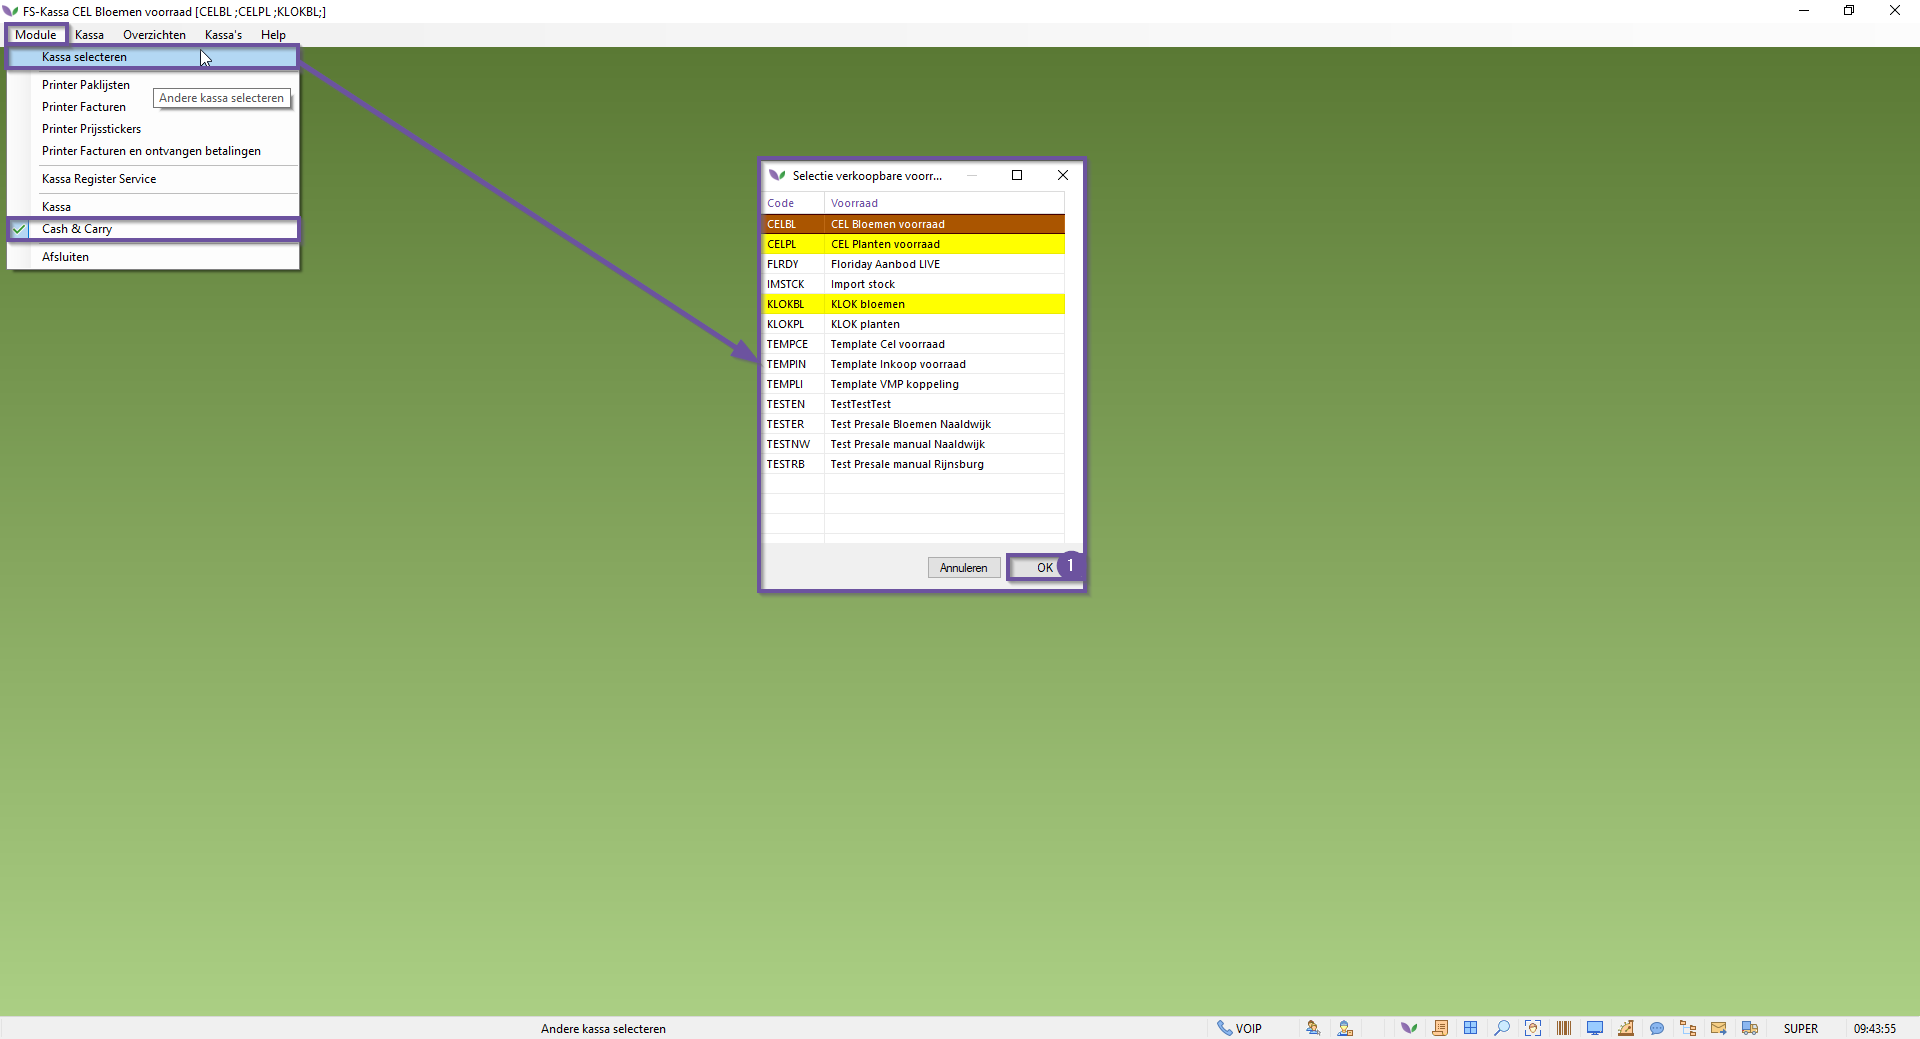 FS-Kassa CEL Bloemen voorraad [CELBL ;CELPL ;KLOKBL;]
Module Kassa Overzichten Kassa's Help
Kassa selecteren
Printer Paklijsten
Andere kassa selecteren
Printer Facturen
Printer Prijsstickers
Printer Facturen en ontvangen betalingen
Kassa Register Service
Kassa
Cash & Carry
Afsluiten
Selectie verkoopbare voorr...
Code Voorraad
CELBL CEL Bloemen voorraad
CELPL CEL Planten voorraad
FLRDY Floriday Aanbod LIVE
IMSTCK Import stock
KLOKBL KLOK bloemen
KLOKPL KLOK planten
TEMPCE Template Cel voorraad
TEMPIN Template Inkoop voorraad
TEMPLI Template VMP koppeling
TESTEN TestTestTest
TESTER Test Presale Bloemen Naaldwijk
TESTNW Test Presale manual Naaldwijk
TESTRB Test Presale manual Rijnsburg
Annuleren OK 1
Andere kassa selecteren VOIP SUPER 09:43:55